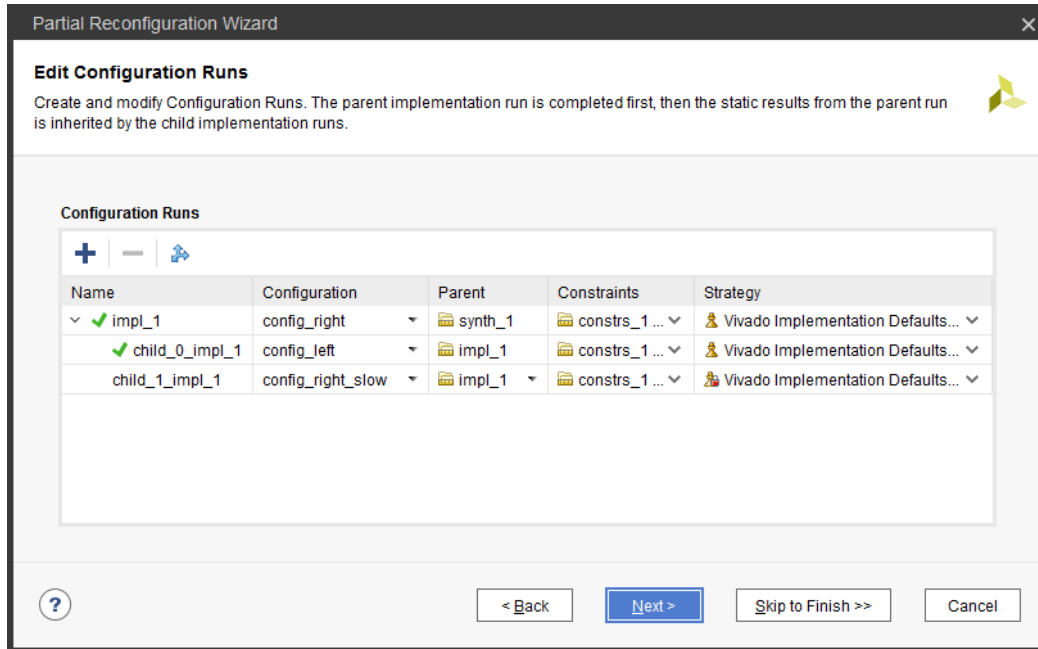 Partial Reconfiguration Wizard
Edit Configuration Runs
Create and modify Configuration Runs. The parent implementation run is completed first, then the static results from the parent run
is inherited by the child implementation runs.
Configuration Runs
Name Configuration Parent Constraints Strategy
impl_1 config_right synth_1 constrs_1 ... Vivado Implementation Defaults...
child_0_impl_1 config_left impl_1 constrs_1 ... Vivado Implementation Defaults...
child_1_impl_1 config_right_slow impl_1 constrs_1 ... Vivado Implementation Defaults...
? < Back Next > Skip to Finish >> Cancel